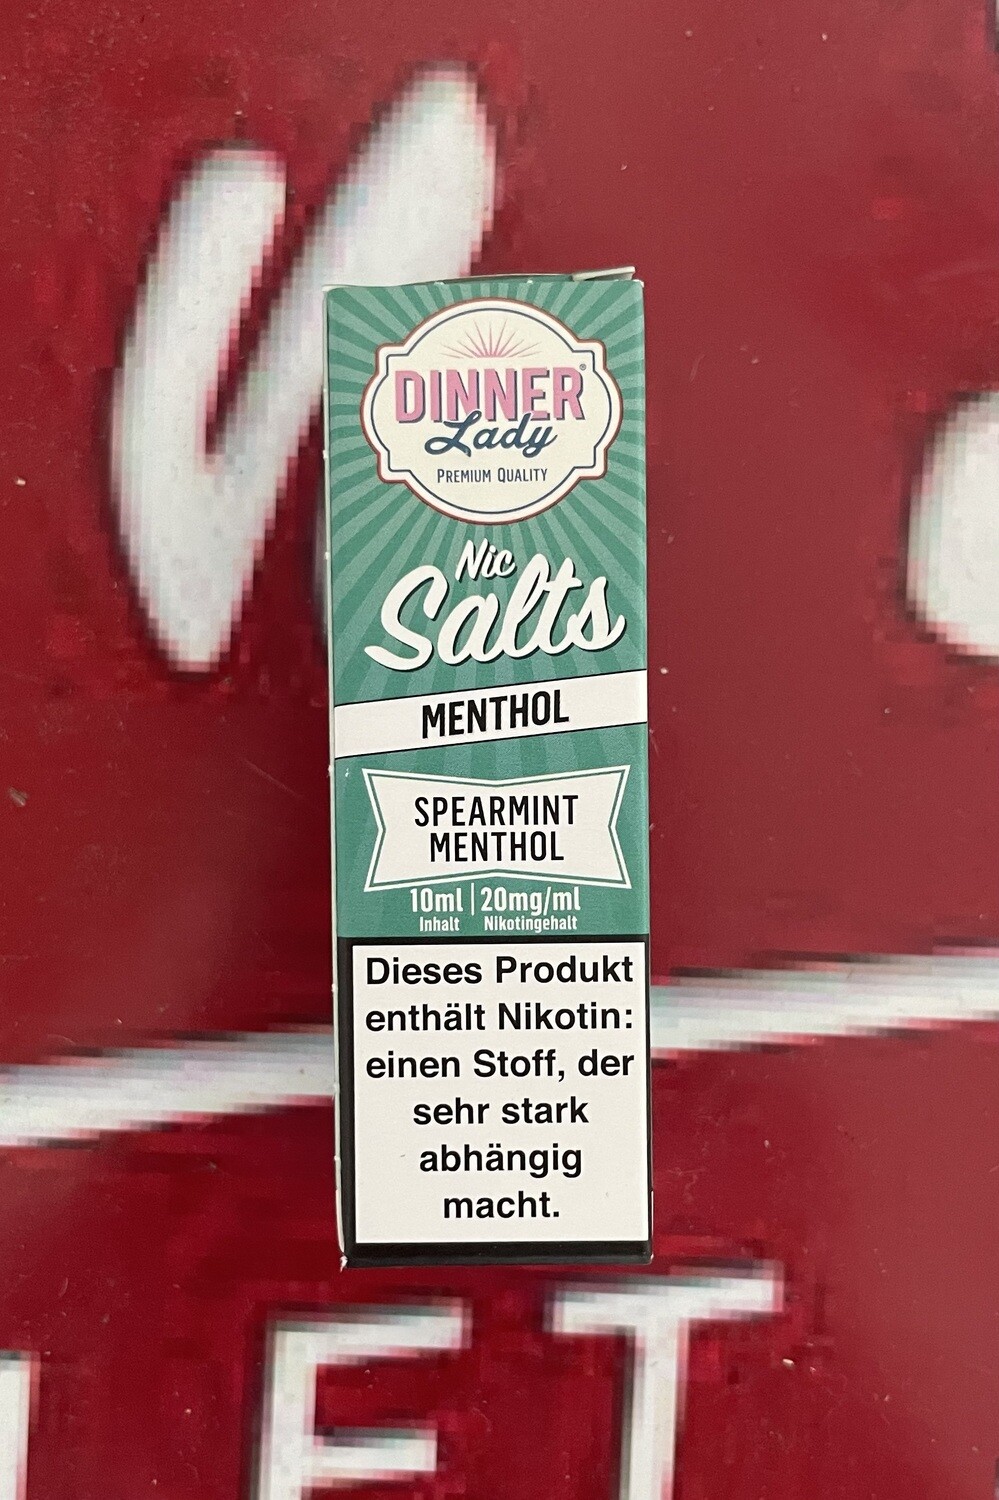 DINNER®
Lady
PREMIUM QUALITY
Nic
Salts
MENTHOL
SPEARMINT
MENTHOL
10ml | 20mg/ml
Inhalt Nikotingehalt
Dieses Produkt
enthält Nikotin:
einen Stoff, der
sehr stark
abhängig
macht.
ET